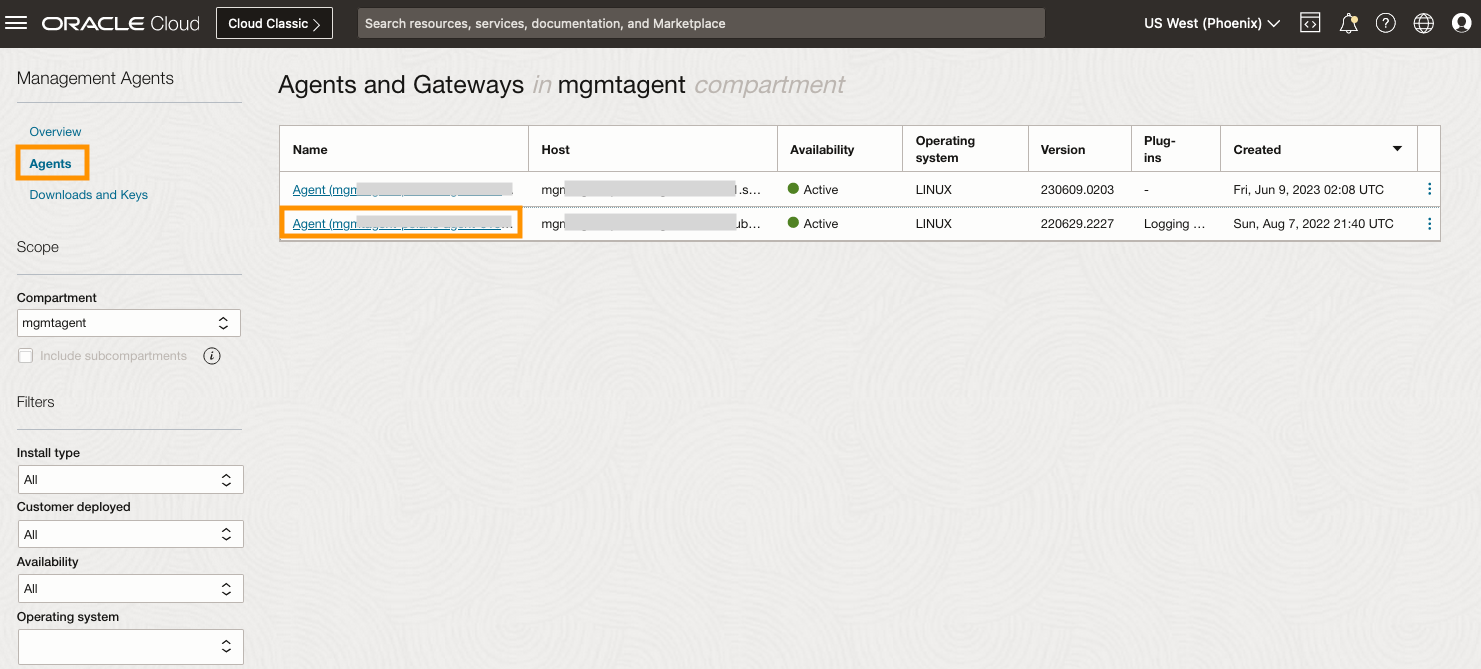 ORACLE Cloud
Cloud Classic
Search resources, services, documentation, and Marketplace
US West (Phoenix)
Management Agents
Overview
Agents
Downloads and Keys
Scope
Compartment
mgmtagent
Include subcompartments
Filters
Install type
All
Customer deployed
All
Availability
All
Operating system
Agents and Gateways in mgmtagent compartment
Name Host Availability Operating system Version Plug-ins Created
Agent (mgm mgm 1.s... Active LINUX 230609.0203 - Fri, Jun 9, 2023 02:08 UTC
Agent (mgm mgm ub... Active LINUX 220629.2227 Logging ... Sun, Aug 7, 2022 21:40 UTC